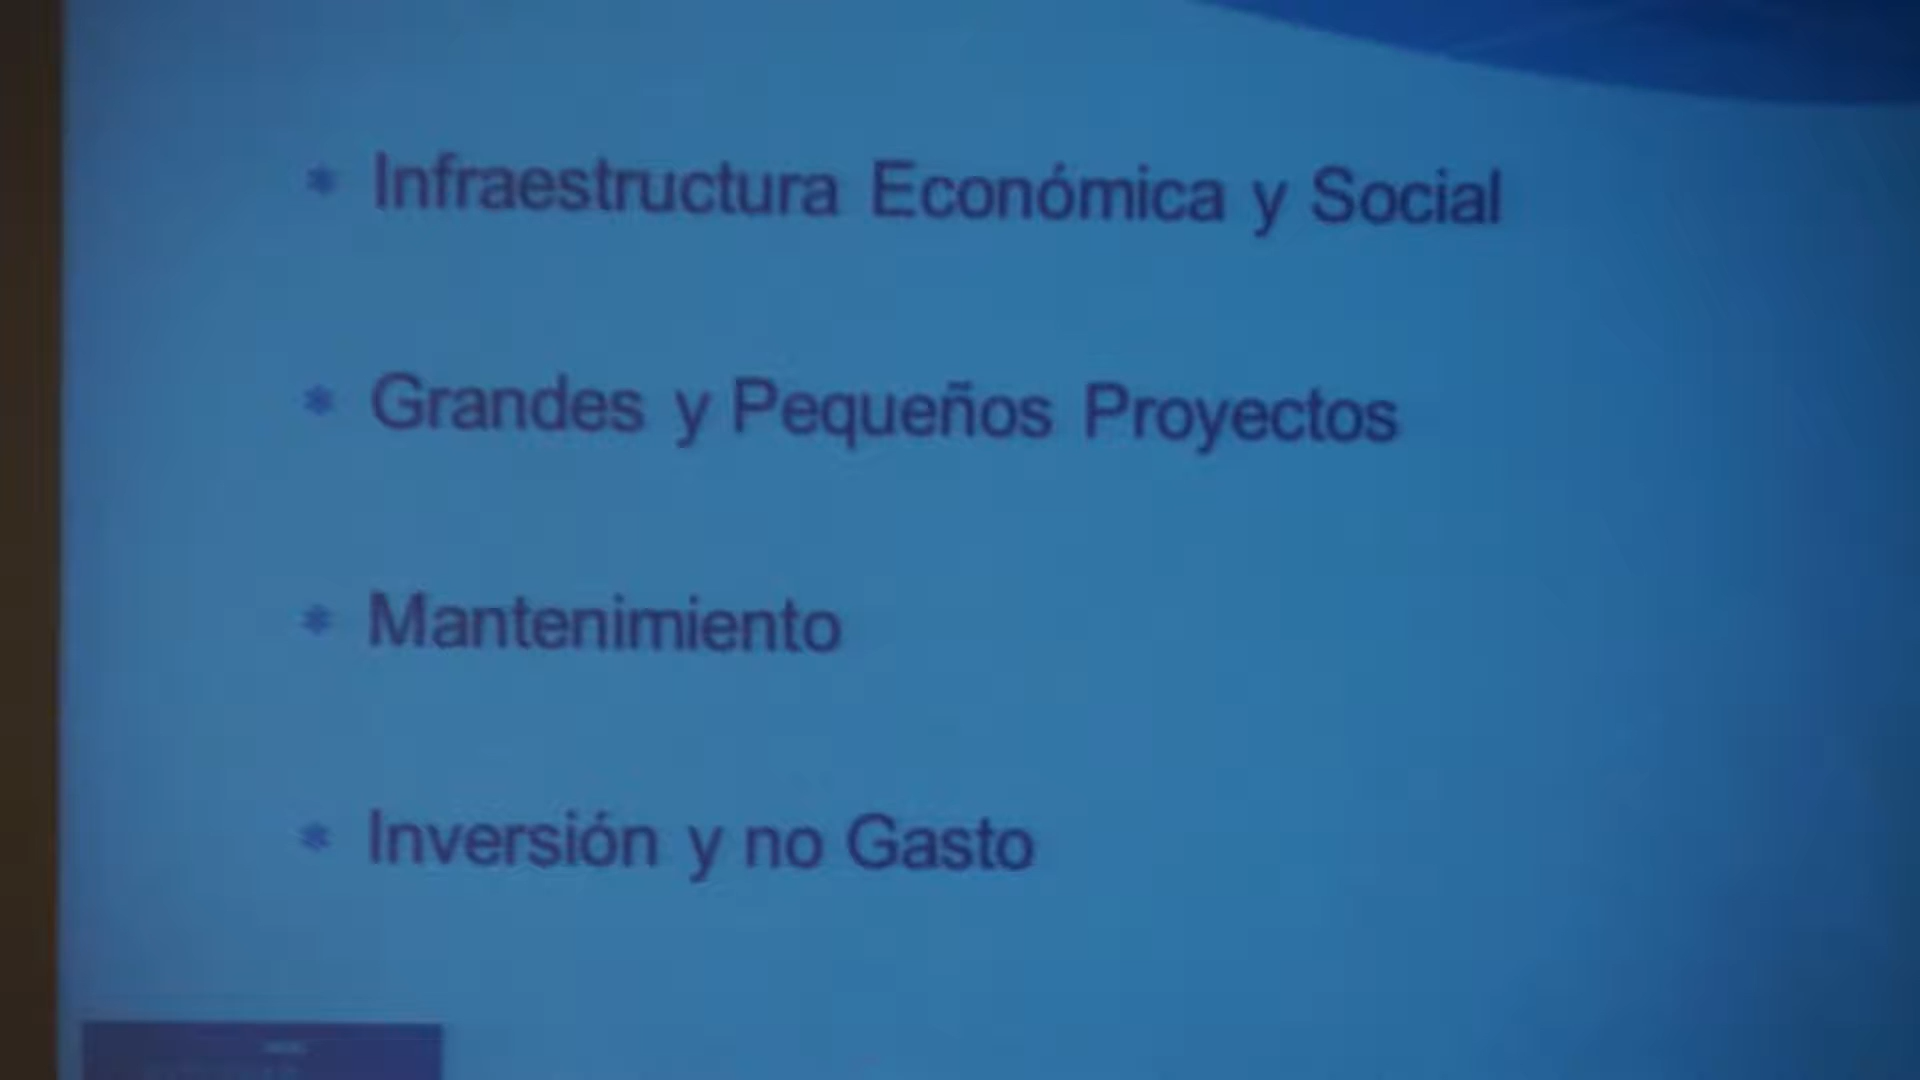 * Infraestructura Económica y Social
* Grandes y Pequeños Proyectos
* Mantenimiento
* Inversión y no Gasto